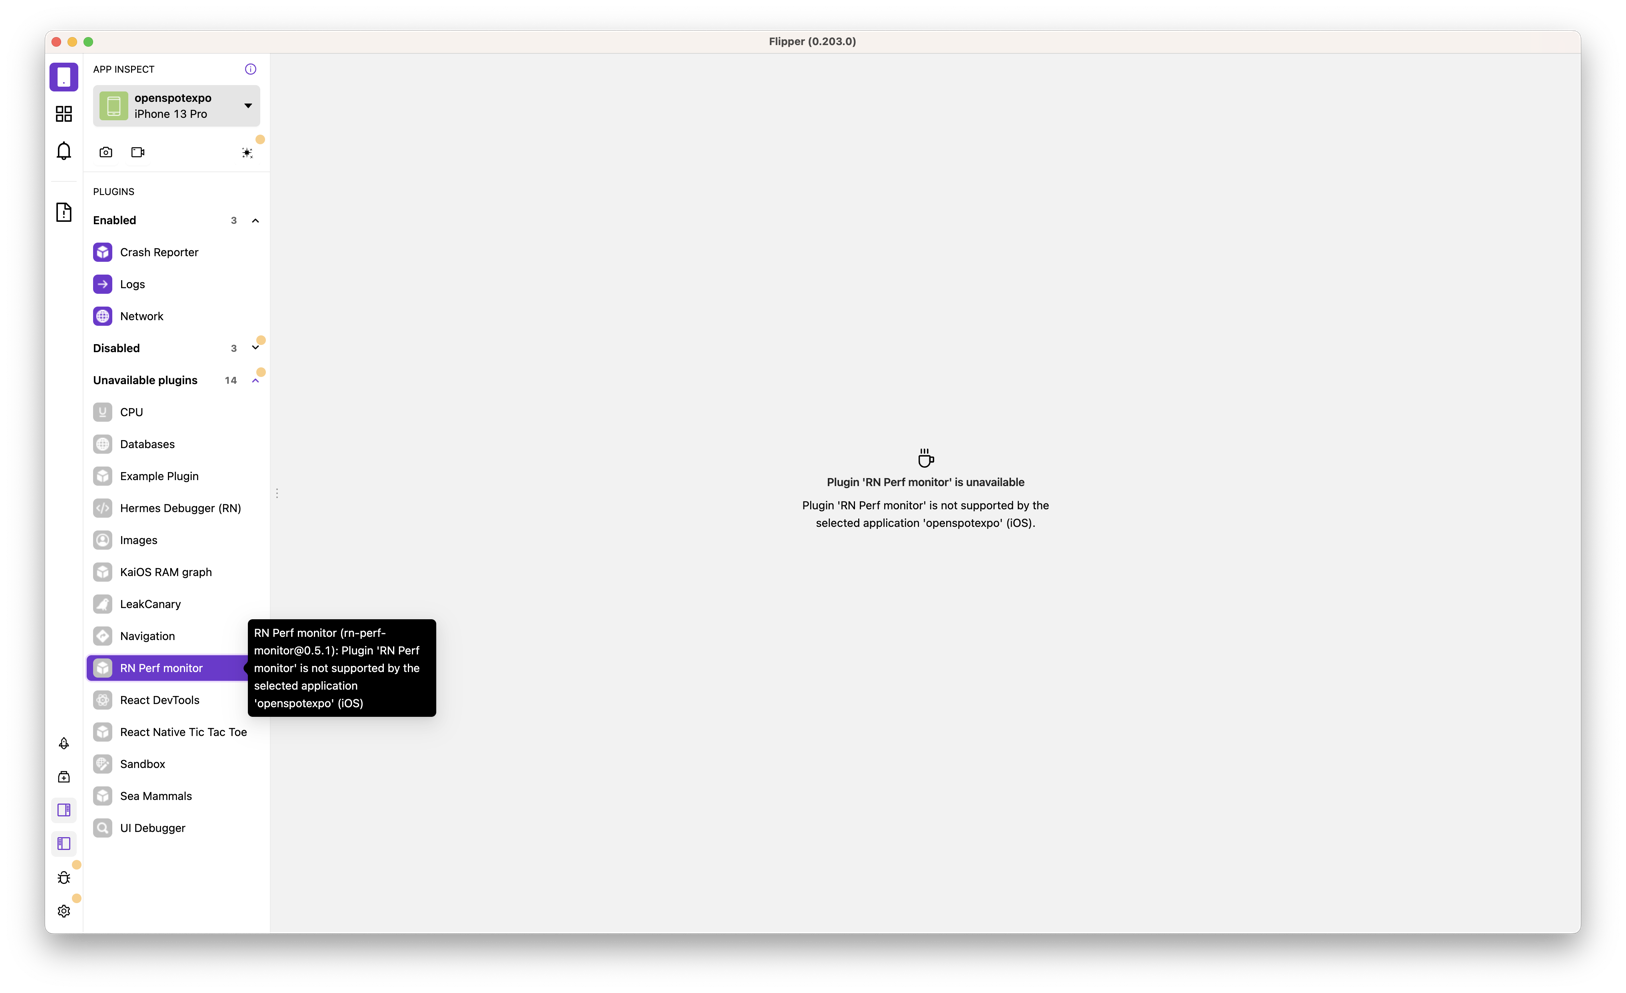 Flipper (0.203.0)
APP INSPECT
openspotexpo
iPhone 13 Pro
PLUGINS
Enabled 3
Crash Reporter
Logs
Network
Disabled 3
Unavailable plugins 14
CPU
Databases
Example Plugin
Hermes Debugger (RN)
Images
KaiOS RAM graph
LeakCanary
Navigation
RN Perf monitor
React DevTools
React Native Tic Tac Toe
Sandbox
Sea Mammals
UI Debugger
RN Perf monitor (rn-perf-
monitor@0.5.1): Plugin 'RN Perf
monitor' is not supported by the
selected application
'openspotexpo' (iOS)
Plugin 'RN Perf monitor' is unavailable
Plugin 'RN Perf monitor' is not supported by the
selected application 'openspotexpo' (iOS).